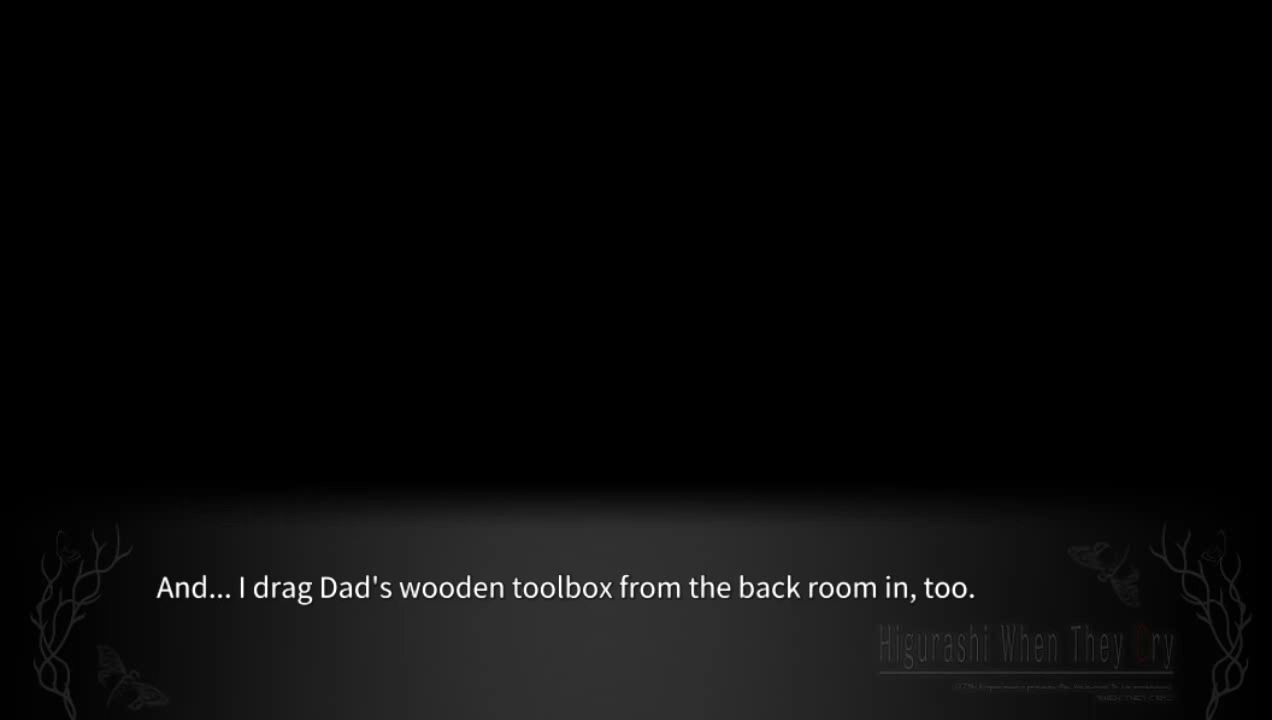 And... I drag Dad's wooden toolbox from the back room in, too.
Higurashi When They Cry